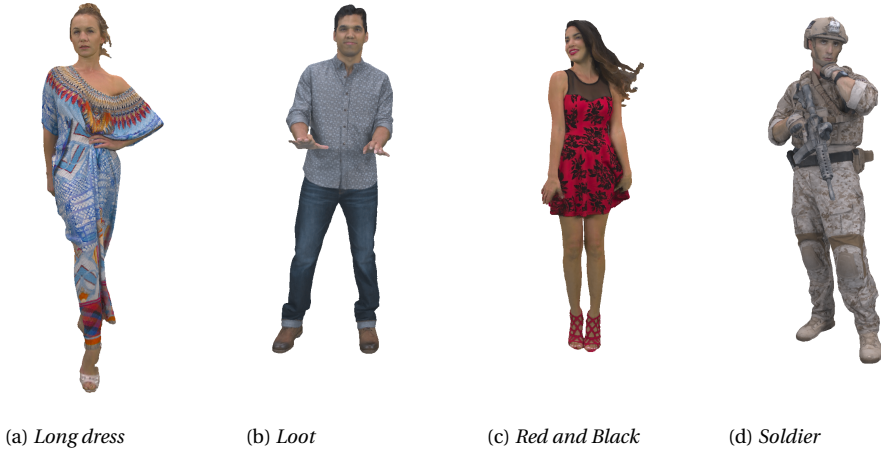 (a) Long dress
(b) Loot
(c) Red and Black
(d) Soldier